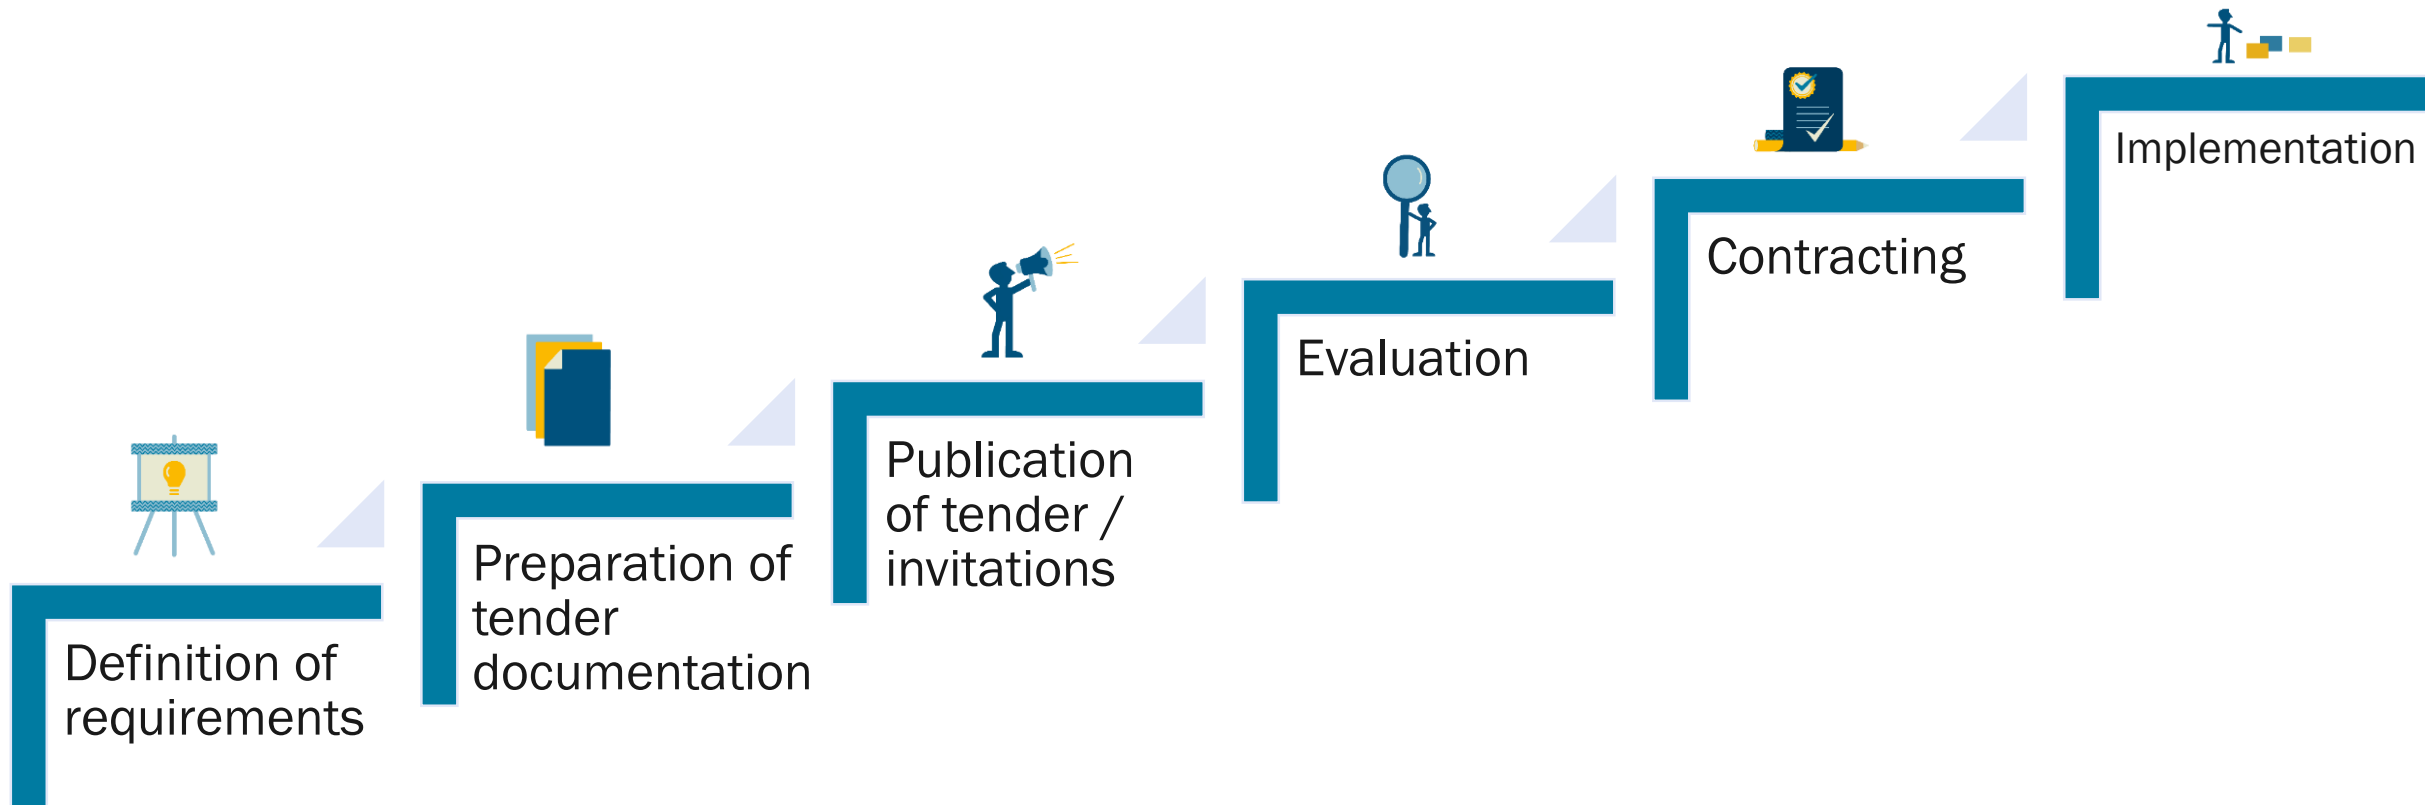 Definition of
requirements
Preparation of
tender
documentation
Publication
of tender /
invitations
Evaluation
Contracting
Implementation